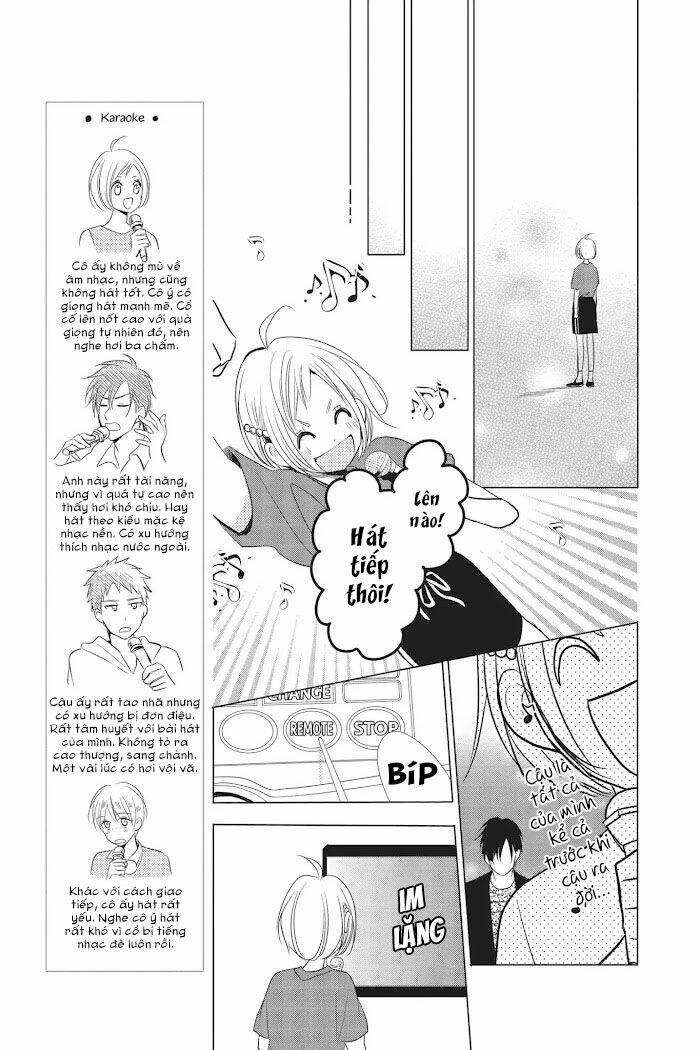 ● Karaoke ●
Cô ấy không mù về
âm nhạc, nhưng cũng
không hát tốt. Cô ý có
giọng hát mạnh mẽ. Cổ
cố lên nốt cao với quả
giọng tự nhiên đó, nên
nghe hơi ba chấm.
Anh này rất tài năng,
nhưng vì quá tự cao nên
thấy hơi khó chịu. Hay
hát theo kiểu mặc kệ
nhạc nền. Có xu hướng
thích nhạc nước ngoài.
Câu ấy rất tao nhã nhưng
có xu hướng bị đơn điệu.
Rất tâm huyết với bài hát
của mình. Không tỏ ra
cao thượng, sang chảnh.
Một vài lúc có hơi vội vã.
Khác với cách giao
tiếp, cô ấy hát rất
yếu. Nghe cô ý hát
rất khó vì cổ bị tiếng
nhạc đè luôn rồi.
Lên
nào!
Hát
tiếp
thôi!
CHANGE
REMOTE
STOP
BíP
Cậu là
tất cả
của mình
kể cả
trước khi
cậu ra
đời...
IM
LẶNG